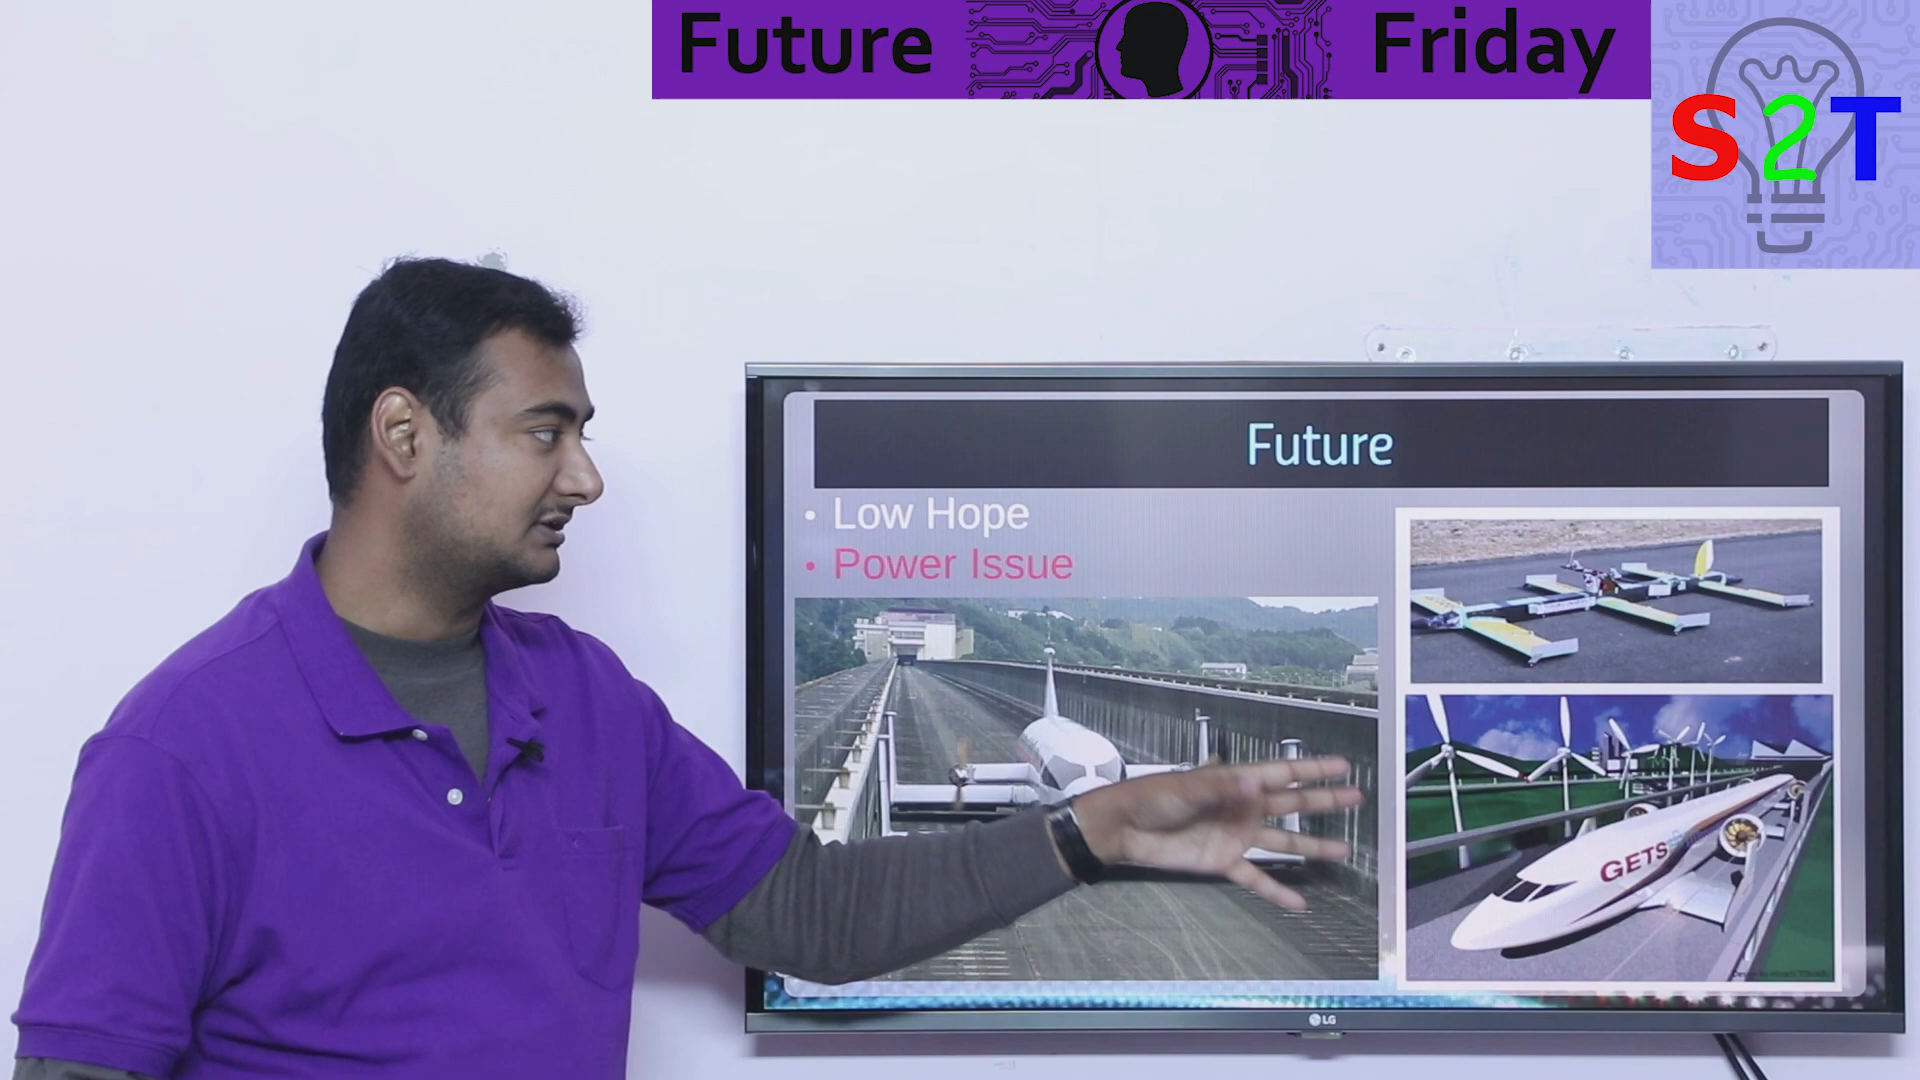 Future Friday
S2T
Future
• Low Hope
• Power Issue
GETS
LG